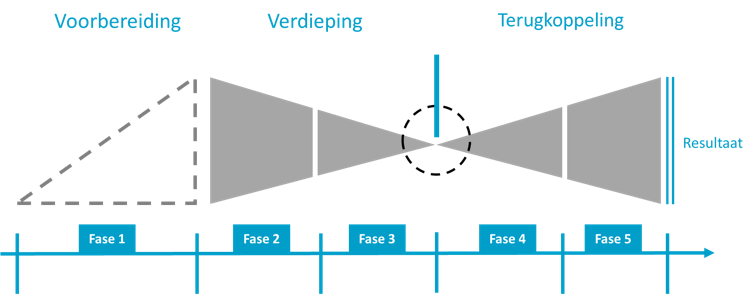 Voorbereiding
Verdieping
Terugkoppeling
Resultaat
Fase 1
Fase 2
Fase 3
Fase 4
Fase 5